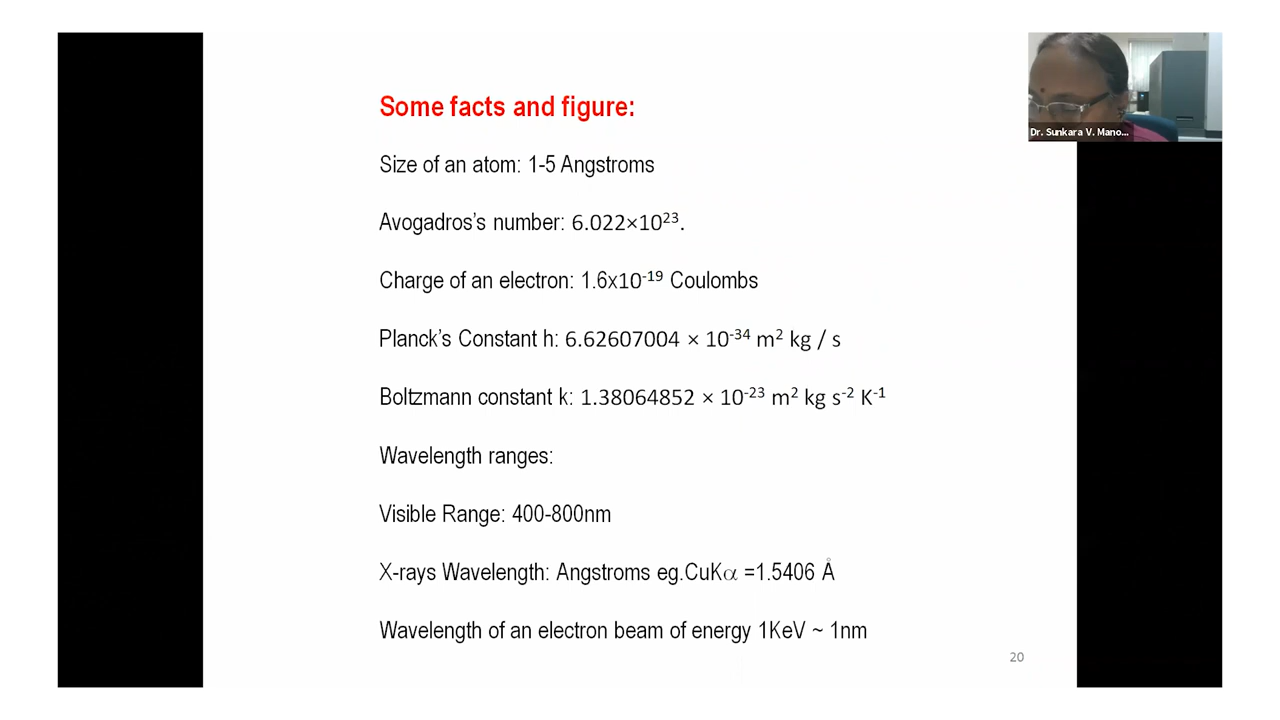 Some facts and figure:
Size of an atom: 1-5 Angstroms
Avogadros's number: 6.022×10²³.
Charge of an electron: 1.6x10⁻¹⁹ Coulombs
Planck's Constant h: 6.62607004 × 10⁻³⁴ m² kg / s
Boltzmann constant k: 1.38064852 × 10⁻²³ m² kg s⁻² K⁻¹
Wavelength ranges:
Visible Range: 400-800nm
X-rays Wavelength: Angstroms eg.CuKα =1.5406 Å
Wavelength of an electron beam of energy 1KeV ~ 1nm
20
Dr. Sunkara V. Mano...